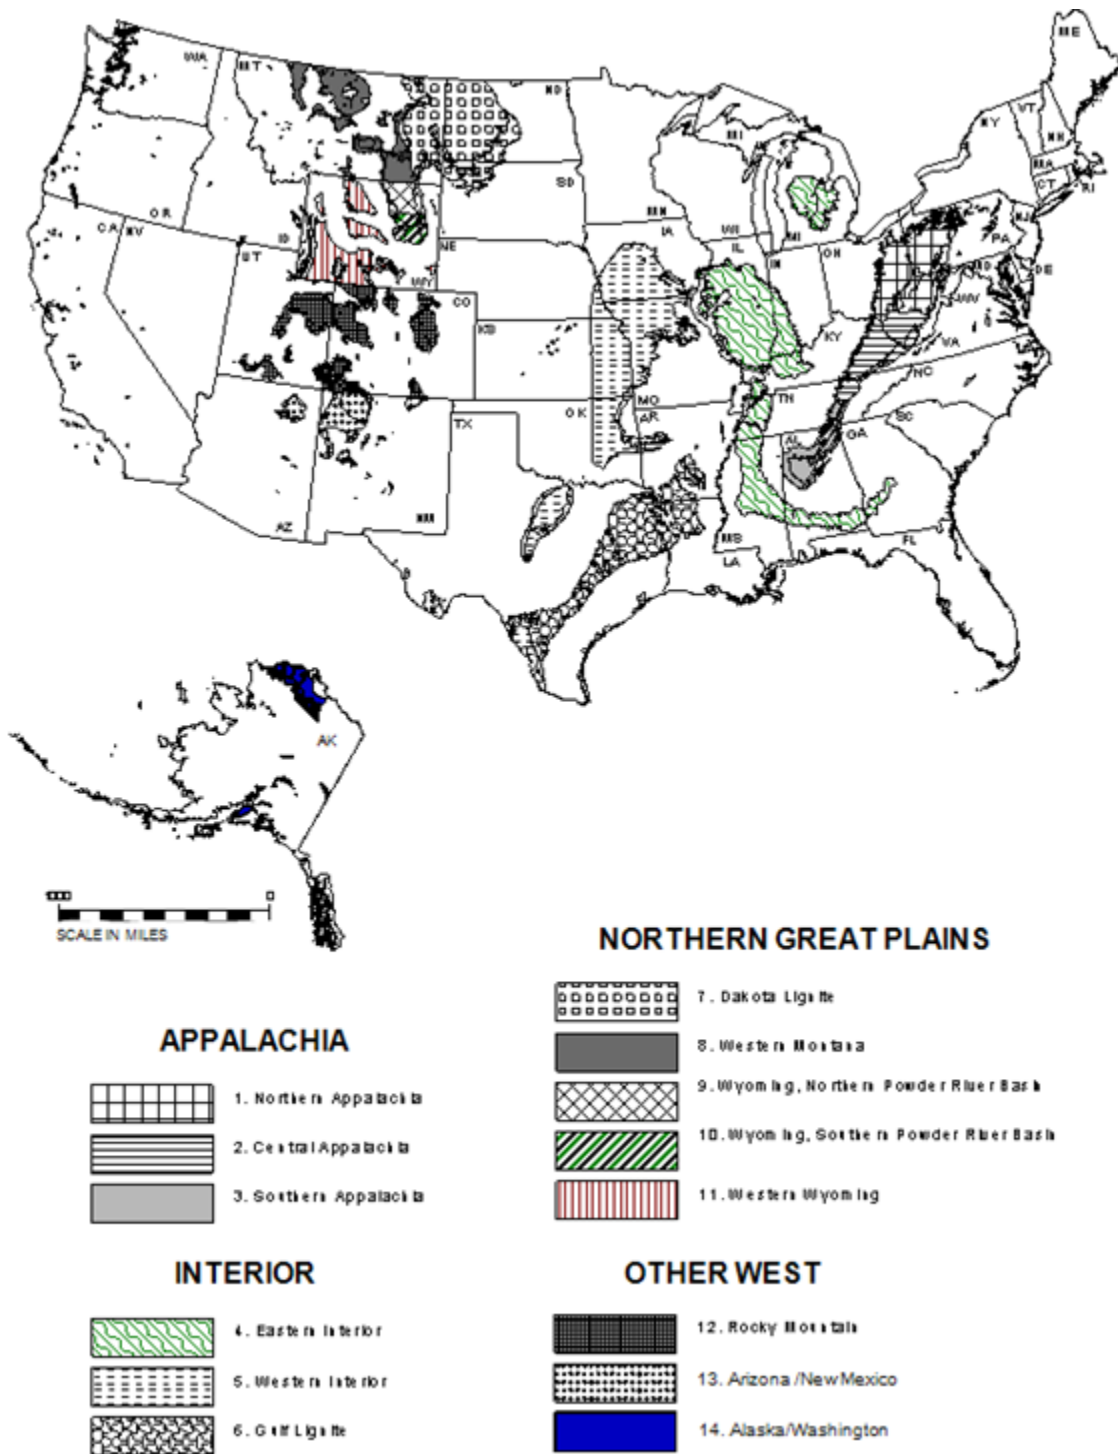 WA
MT
ND
ME
OR
ID
SD
MN
WI
MI
NY
VT
NH
MA
CT
RI
CA
NV
UT
WY
NE
IA
IL
IN
MI
OH
PA
NJ
MD
DE
CO
KS
MO
KY
WV
VA
AZ
NM
TX
OK
AR
TN
NC
SC
AL
GA
MS
LA
FL
AK
SCALE IN MILES
NORTHERN GREAT PLAINS
7. Dakota Lignite
8. Western Montana
9. Wyoming, Northern Powder River Basin
10. Wyoming, Southern Powder River Basin
11. Western Wyoming
APPALACHIA
1. Northern Appalachia
2. Central Appalachia
3. Southern Appalachia
INTERIOR
4. Eastern Interior
5. Western Interior
6. Gulf Lignite
OTHER WEST
12. Rocky Mountain
13. Arizona /New Mexico
14. Alaska/Washington